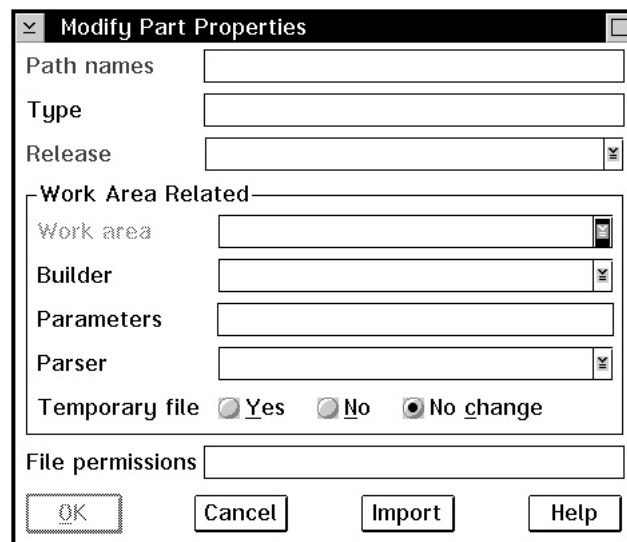 Modify Part Properties
Path names
Type
Release
Work Area Related
Work area
Builder
Parameters
Parser
Temporary file Yes No No change
File permissions
OK Cancel Import Help